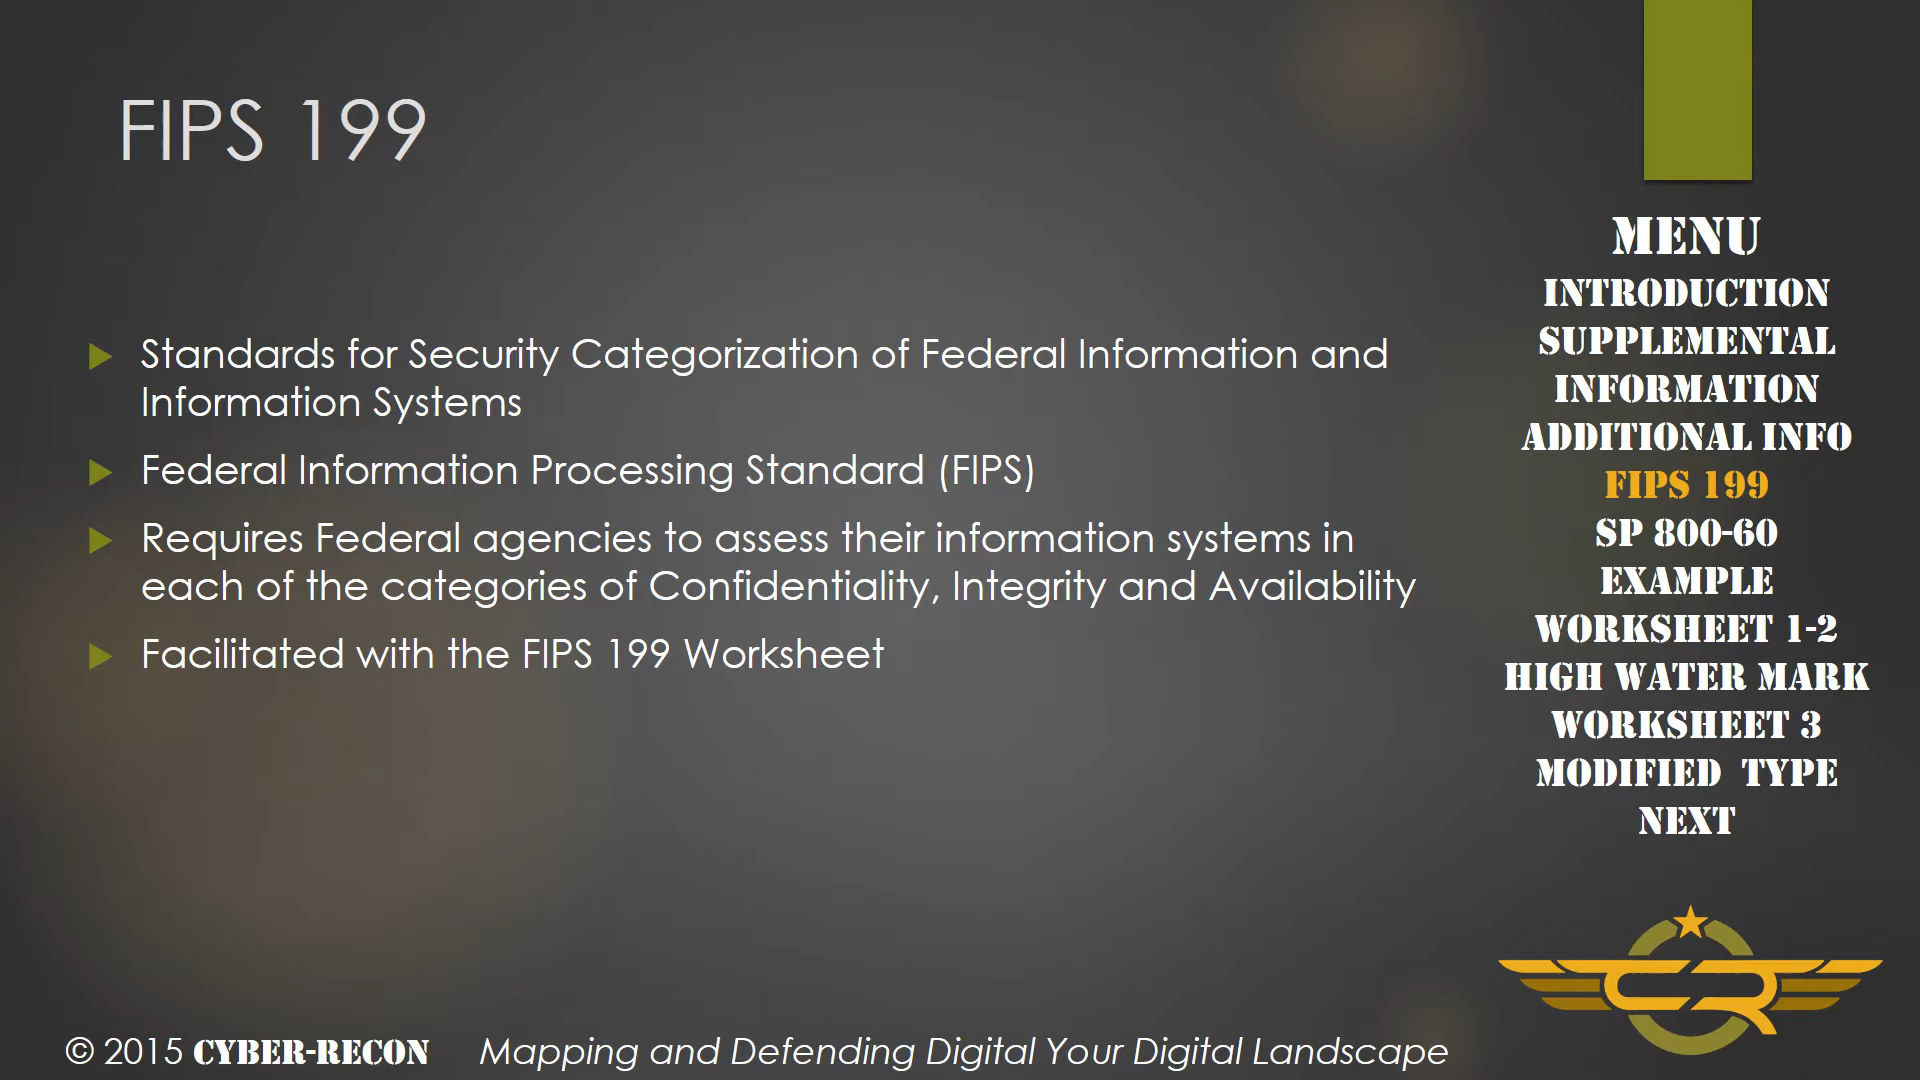 FIPS 199
Standards for Security Categorization of Federal Information and
Information Systems
Federal Information Processing Standard (FIPS)
Requires Federal agencies to assess their information systems in
each of the categories of Confidentiality, Integrity and Availability
Facilitated with the FIPS 199 Worksheet
MENU
INTRODUCTION
SUPPLEMENTAL
INFORMATION
ADDITIONAL INFO
FIPS 199
SP 800-60
EXAMPLE
WORKSHEET 1-2
HIGH WATER MARK
WORKSHEET 3
MODIFIED TYPE
NEXT
CR
© 2015 CYBER-RECON Mapping and Defending Digital Your Digital Landscape